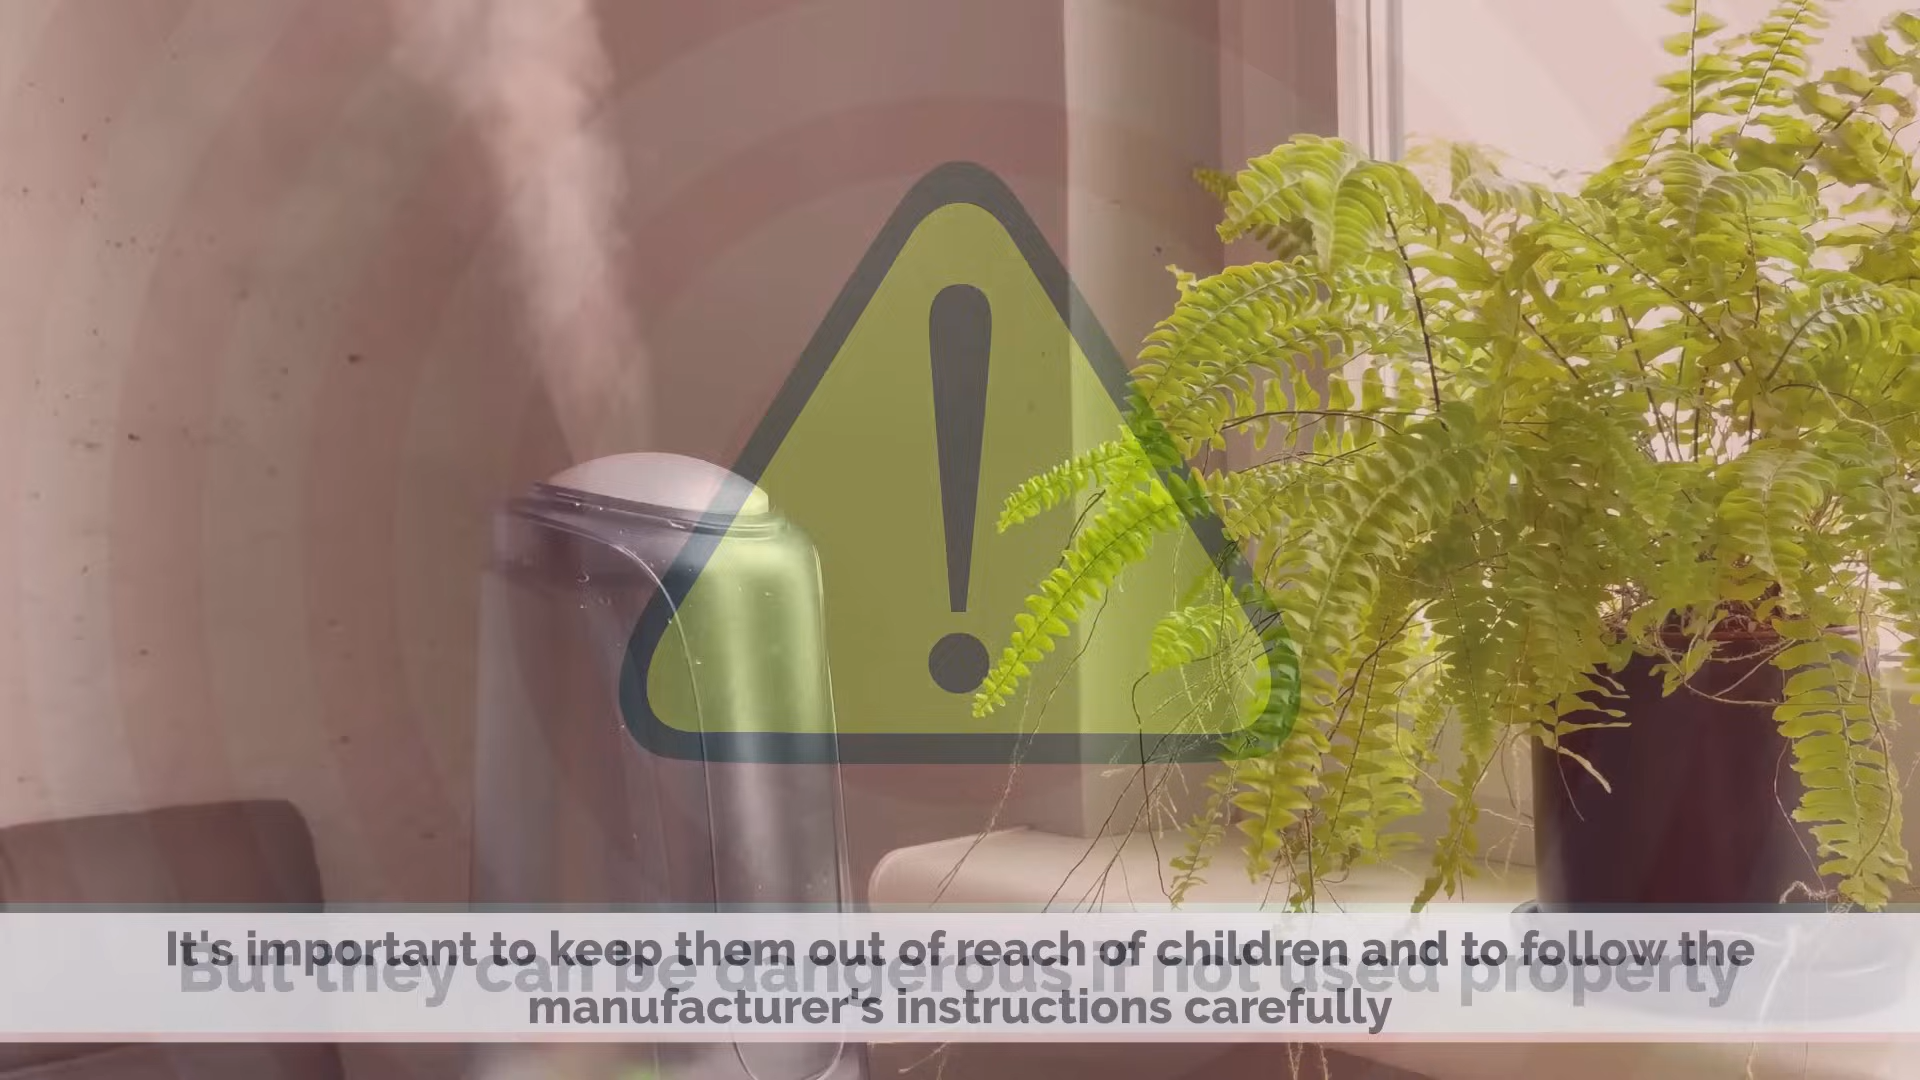 It's important to keep them out of reach of children and to follow the
But they can be dangerous if not used property
manufacturer's instructions carefully